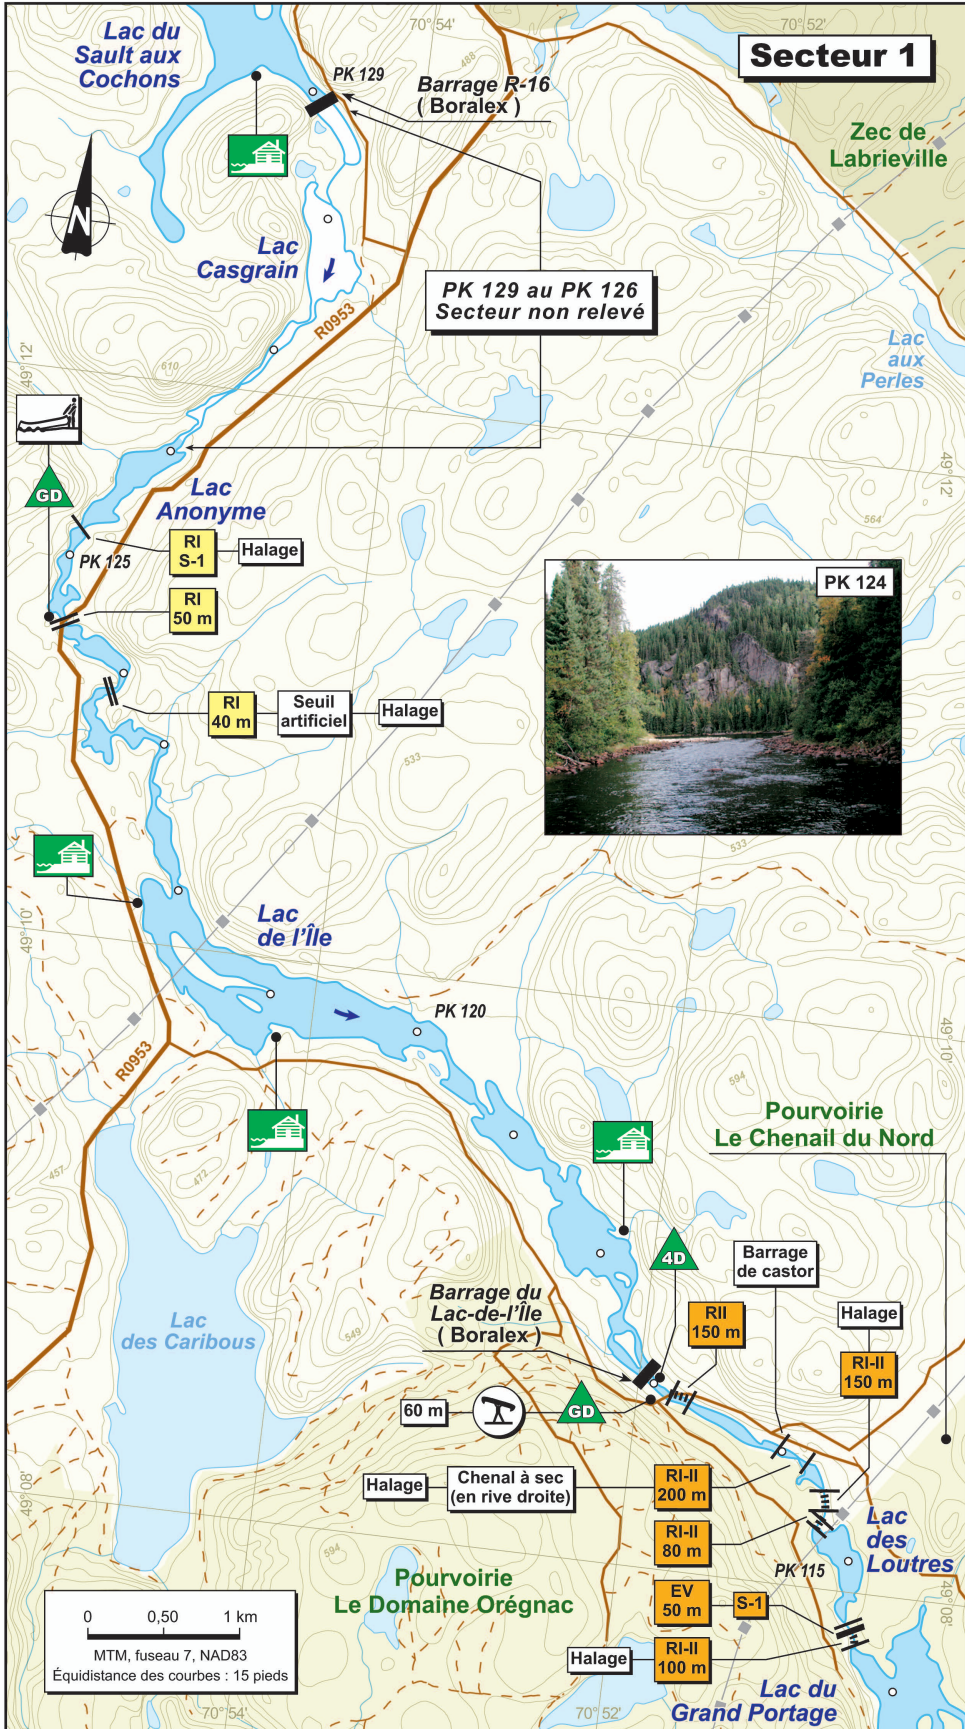 70° 54'
70° 52'
Lac du
Sault aux
Cochons
PK 129
488
Barrage R-16
( Boralex )
Secteur 1
Zec de
Labrieville
N
Lac
Casgrain
PK 129 au PK 126
Secteur non relevé
R0953
Lac
aux
Perles
49° 12'
610
49° 12'
GD
Lac
Anonyme
564
RI
S-1
Halage
PK 125
RI
50 m
PK 124
RI
40 m
Seuil
artificiel
Halage
533
533
49° 10'
Lac
de l'Île
PK 120
49° 10'
R0953
594
Pourvoirie
Le Chenail du Nord
457
472
4D
Barrage
de castor
Barrage du
Lac-de-l'Île
( Boralex )
RII
150 m
Halage
Lac
des Caribous
549
RI-II
150 m
60 m
GD
49° 08'
Halage
Chenal à sec
(en rive droite)
RI-II
200 m
Lac
des
Loutres
RI-II
80 m
594
PK 115
Pourvoirie
Le Domaine Orégnac
EV
50 m
S-1
49° 08'
0 0,50 1 km
MTM, fuseau 7, NAD83
Équidistance des courbes : 15 pieds
Halage
RI-II
100 m
Lac du
Grand Portage
70° 54'
70° 52'